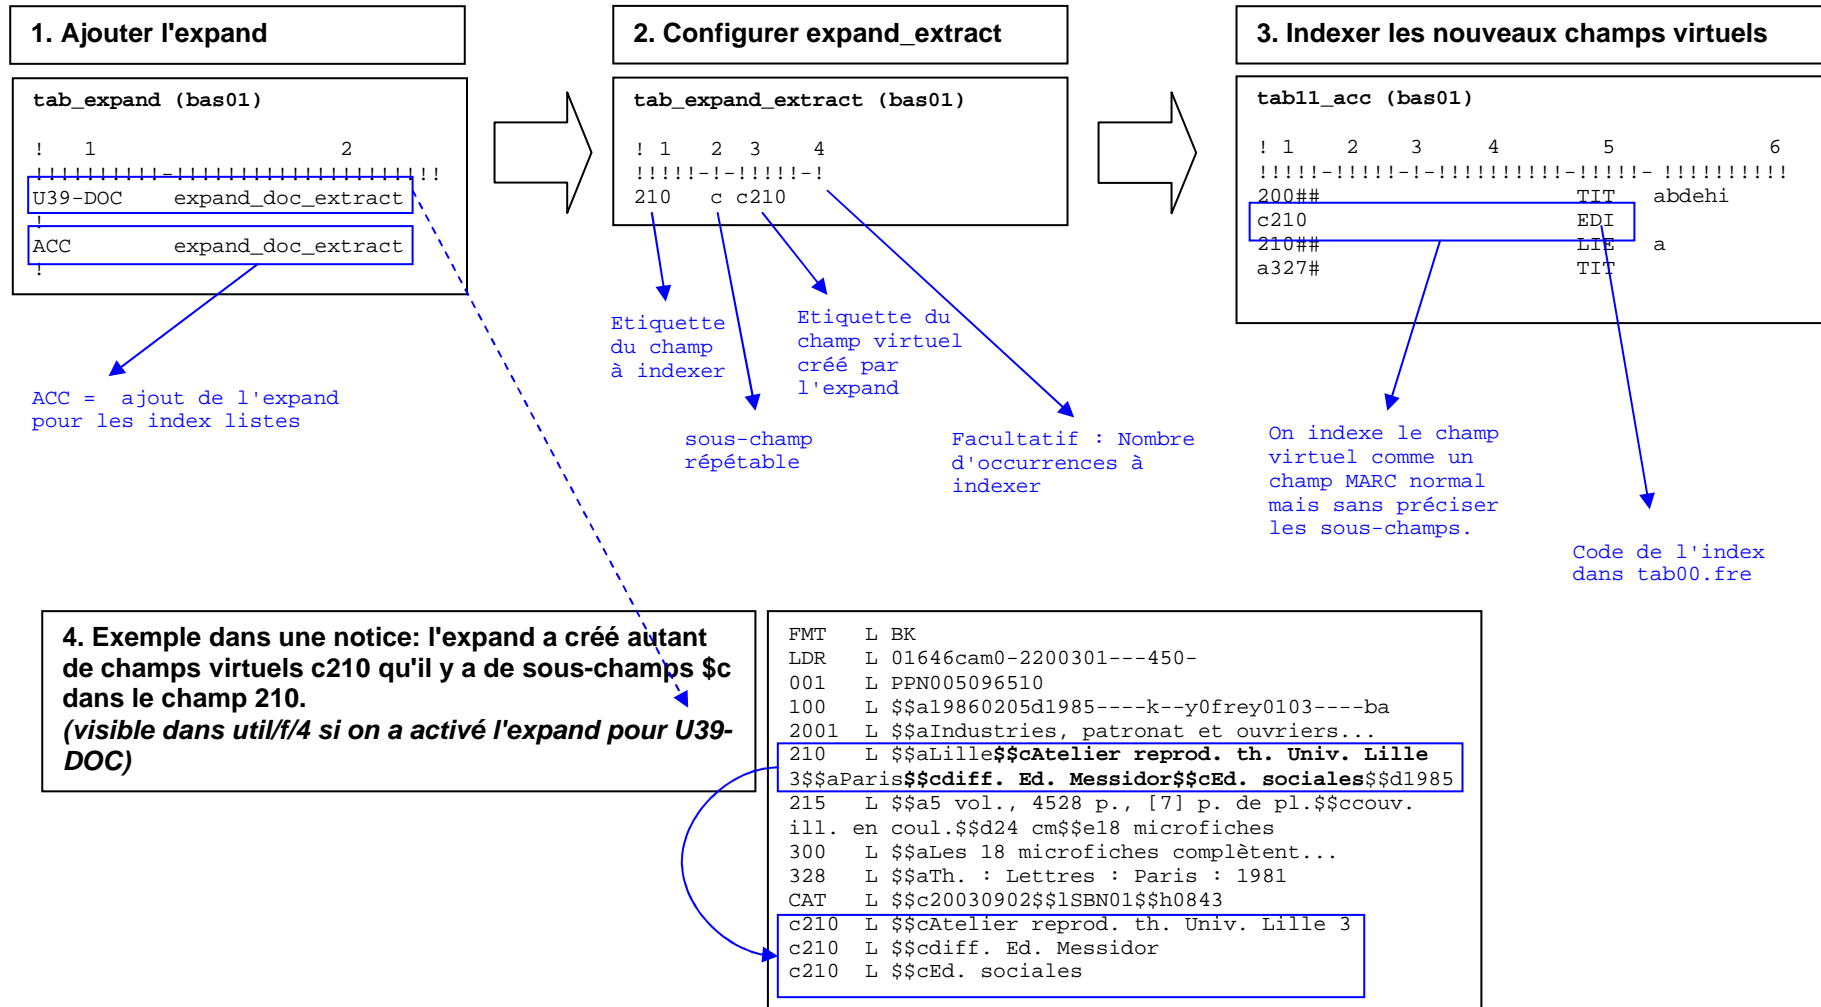 1. Ajouter l'expand
tab_expand (bas01)
!   1                   2
!!!!!!!!!!-!!!!!!!!!!!!!!!!!!!!!
U39-DOC    expand_doc_extract
!
ACC        expand_doc_extract
!
ACC =  ajout de l'expand
pour les index listes
2. Configurer expand_extract
tab_expand_extract (bas01)
! 1   2  3    4
!!!!!-!-!!!!!-!
210   c c210
Etiquette
du champ
à indexer
sous-champ
répétable
Etiquette du
champ virtuel
créé par
l'expand
Facultatif : Nombre
d'occurrences à
indexer
3. Indexer les nouveaux champs virtuels
tab11_acc (bas01)
! 1    2    3     4        5            6
!!!!!-!!!!!-!-!!!!!!!!!!-!!!!!- !!!!!!!!!!
200##                    TIT   abdehi
c210                     EDI
210##                    LIE   a
a327#                    TIT
On indexe le champ
virtuel comme un
champ MARC normal
mais sans préciser
les sous-champs.
Code de l'index
dans tab00.fre
4. Exemple dans une notice: l'expand a créé autant
de champs virtuels c210 qu'il y a de sous-champs $c
dans le champ 210.
(visible dans util/f/4 si on a activé l'expand pour U39-
DOC)
FMT   L BK
LDR   L 01646cam0-2200301---450-
001   L PPN005096510
100   L $$a19860205d1985----k--y0frey0103----ba
2001  L $$aIndustries, patronat et ouvriers...
210   L $$aLille$$cAtelier reprod. th. Univ. Lille
3$$aParis$$cdiff. Ed. Messidor$$cEd. sociales$$d1985
215   L $$a5 vol., 4528 p., [7] p. de pl.$$ccouv.
ill. en coul.$$d24 cm$$e18 microfiches
300   L $$aLes 18 microfiches complètent...
328   L $$aTh. : Lettres : Paris : 1981
CAT   L $$c20030902$$lSBN01$$h0843
c210  L $$cAtelier reprod. th. Univ. Lille 3
c210  L $$cdiff. Ed. Messidor
c210  L $$cEd. sociales